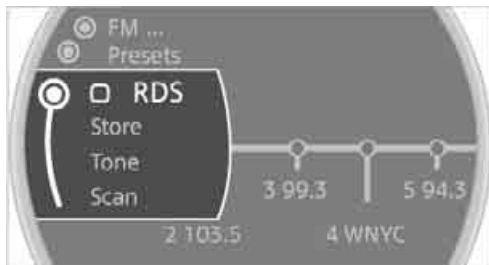 FM ...
Presets
RDS
Store
Tone
Scan
3 99.3
5 94.3
2 103.5
4 WNYC